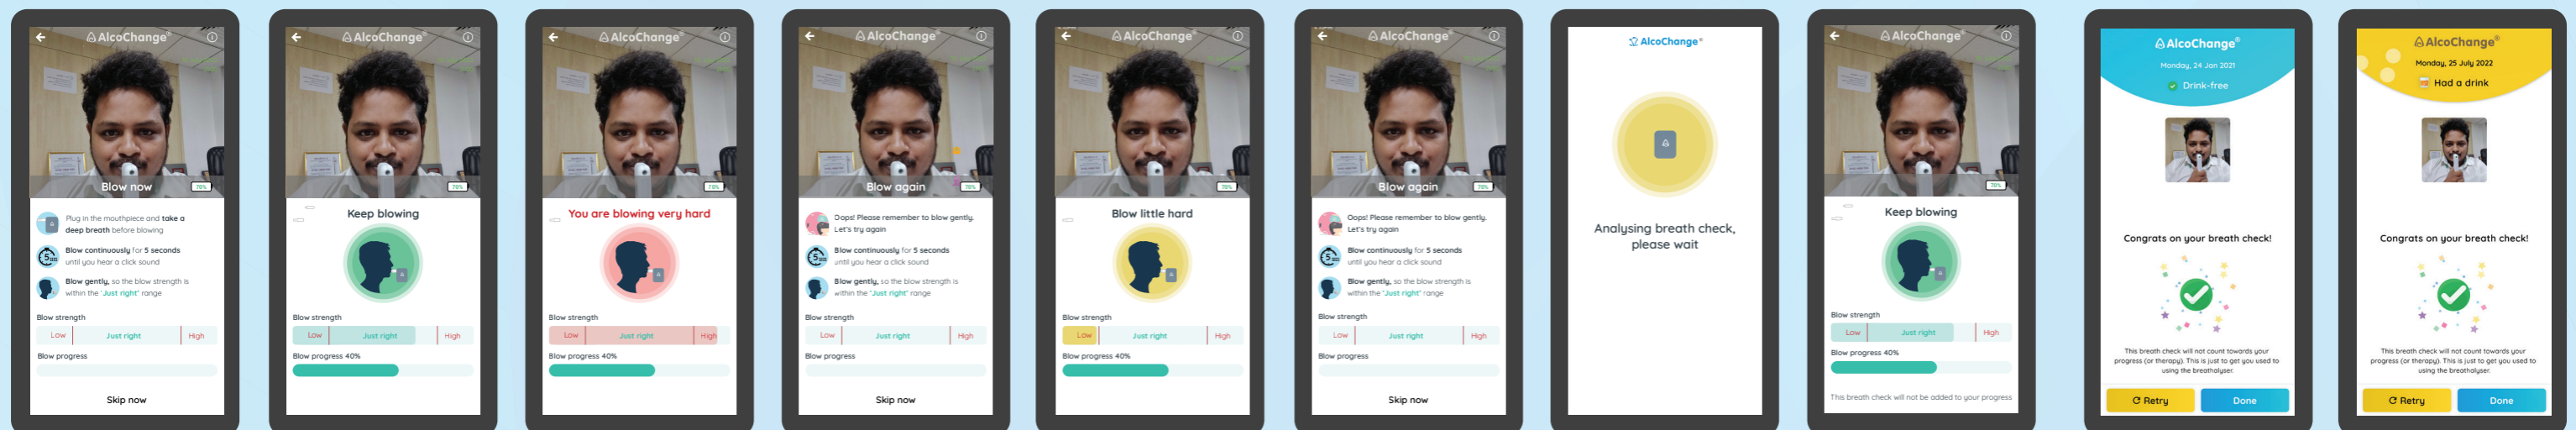 AlcoChange®
Blow now
70%
Plug in the mouthpiece and take a
deep breath before blowing
5
Blow continuously for 5 seconds
until you hear a click sound
Blow gently, so the blow strength is
within the "Just right" range
Blow strength
Low Just right High
Blow progress
Skip now
AlcoChange®
70%
Keep blowing
Blow strength
Low Just right High
Blow progress 40%
AlcoChange®
70%
You are blowing very hard
Blow strength
Low Just right High
Blow progress 40%
AlcoChange®
Blow again
70%
Oops! Please remember to blow gently.
Let's try again
5
Blow continuously for 5 seconds
until you hear a click sound
Blow gently, so the blow strength is
within the "Just right" range
Blow strength
Low Just right High
Blow progress
Skip now
AlcoChange®
70%
Blow little hard
Blow strength
Low Just right High
Blow progress 40%
AlcoChange®
Blow again
70%
Oops! Please remember to blow gently.
Let's try again
5
Blow continuously for 5 seconds
until you hear a click sound
Blow gently, so the blow strength is
within the "Just right" range
Blow strength
Low Just right High
Blow progress
Skip now
AlcoChange®
Analysing breath check,
please wait
AlcoChange®
70%
Keep blowing
Blow strength
Low Just right High
Blow progress 40%
This breath check will not be added to your progress
AlcoChange®
Monday, 24 Jan 2021
Drink-free
Congrats on your breath check!
This breath check will not count towards your
progress (or therapy). This is just to get you used to
using the breathalyser.
Retry Done
AlcoChange®
Monday, 25 July 2022
Had a drink
Congrats on your breath check!
This breath check will not count towards your
progress (or therapy). This is just to get you used to
using the breathalyser.
Retry Done